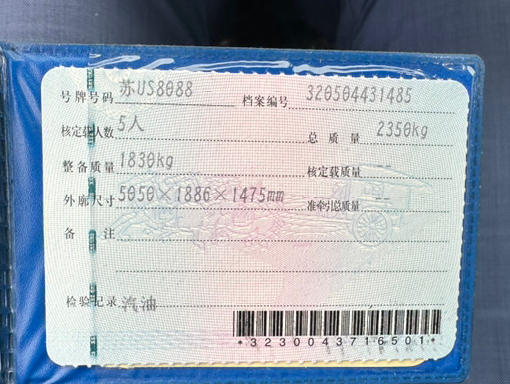 号牌号码 苏US8088 档案编号 320504431485
核定载人数 5人 总质量 2350kg
整备质量 1830kg 核定载质量 --
外廓尺寸 5050×1886×1475mm 准牵引总质量 --
备注
检验记录 汽油
*3230043716501*